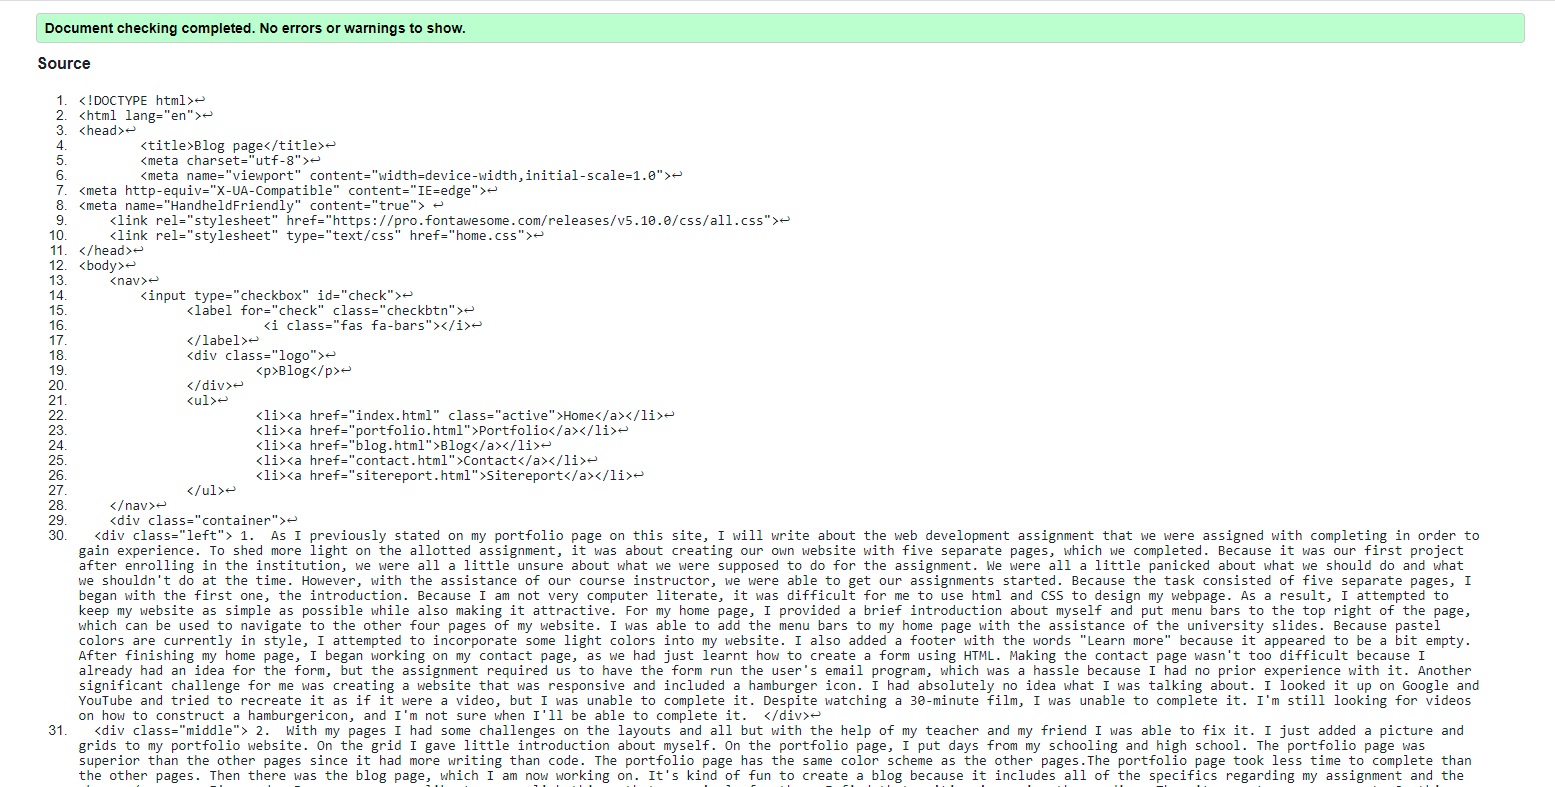 Document checking completed. No errors or warnings to show.
Source
1. <!DOCTYPE html>↩
2. <html lang="en">↩
3. <head>↩
4. <title>Blog page</title>↩
5. <meta charset="utf-8">↩
6. <meta name="viewport" content="width=device-width,initial-scale=1.0">↩
7. <meta http-equiv="X-UA-Compatible" content="IE=edge">↩
8. <meta name="HandheldFriendly" content="true"> ↩
9. <link rel="stylesheet" href="https://pro.fontawesome.com/releases/v5.10.0/css/all.css">↩
10. <link rel="stylesheet" type="text/css" href="home.css">↩
11. </head>↩
12. <body>↩
13. <nav>↩
14. <input type="checkbox" id="check">↩
15. <label for="check" class="checkbtn">↩
16. <i class="fas fa-bars"></i>↩
17. </label>↩
18. <div class="logo">↩
19. <p>Blog</p>↩
20. </div>↩
21. <ul>↩
22. <li><a href="index.html" class="active">Home</a></li>↩
23. <li><a href="portfolio.html">Portfolio</a></li>↩
24. <li><a href="blog.html">Blog</a></li>↩
25. <li><a href="contact.html">Contact</a></li>↩
26. <li><a href="sitereport.html">Sitereport</a></li>↩
27. </ul>↩
28. </nav>↩
29. <div class="container">↩
30. <div class="left"> 1. As I previously stated on my portfolio page on this site, I will write about the web development assignment that we were assigned with completing in order to
gain experience. To shed more light on the allotted assignment, it was about creating our own website with five separate pages, which we completed. Because it was our first project
after enrolling in the institution, we were all a little unsure about what we were supposed to do for the assignment. We were all a little panicked about what we should do and what
we shouldn't do at the time. However, with the assistance of our course instructor, we were able to get our assignments started. Because the task consisted of five separate pages, I
began with the first one, the introduction. Because I am not very computer literate, it was difficult for me to use html and CSS to design my webpage. As a result, I attempted to
keep my website as simple as possible while also making it attractive. For my home page, I provided a brief introduction about myself and put menu bars to the top right of the page,
which can be used to navigate to the other four pages of my website. I was able to add the menu bars to my home page with the assistance of the university slides. Because pastel
colors are currently in style, I attempted to incorporate some light colors into my website. I also added a footer with the words "Learn more" because it appeared to be a bit empty.
After finishing my home page, I began working on my contact page, as we had just learnt how to create a form using HTML. Making the contact page wasn't too difficult because I
already had an idea for the form, but the assignment required us to have the form run the user's email program, which was a hassle because I had no prior experience with it. Another
significant challenge for me was creating a website that was responsive and included a hamburger icon. I had absolutely no idea what I was talking about. I looked it up on Google and
YouTube and tried to recreate it as if it were a video, but I was unable to complete it. Despite watching a 30-minute film, I was unable to complete it. I'm still looking for videos
on how to construct a hamburgericon, and I'm not sure when I'll be able to complete it. </div>↩
31. <div class="middle"> 2. With my pages I had some challenges on the layouts and all but with the help of my teacher and my friend I was able to fix it. I just added a picture and
grids to my portfolio website. On the grid I gave little introduction about myself. On the portfolio page, I put days from my schooling and high school. The portfolio page was
superior than the other pages since it had more writing than code. The portfolio page has the same color scheme as the other pages.The portfolio page took less time to complete than
the other pages. Then there was the blog page, which I am now working on. It's kind of fun to create a blog because it includes all of the specifics regarding my assignment and the